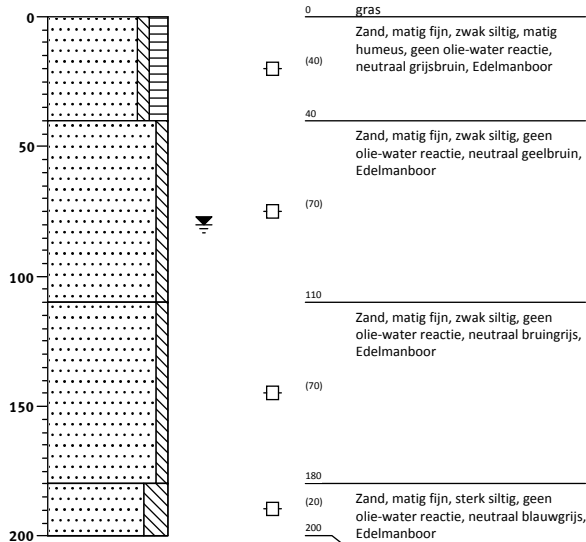 0
0
gras
Zand, matig fijn, zwak siltig, matig
humeus, geen olie-water reactie,
neutraal grijsbruin, Edelmanboor
(40)
40
50
Zand, matig fijn, zwak siltig, geen
olie-water reactie, neutraal geelbruin,
Edelmanboor
(70)
100
110
Zand, matig fijn, zwak siltig, geen
olie-water reactie, neutraal bruingrijs,
Edelmanboor
(70)
150
180
Zand, matig fijn, sterk siltig, geen
olie-water reactie, neutraal blauwgrijs,
Edelmanboor
(20)
200
200